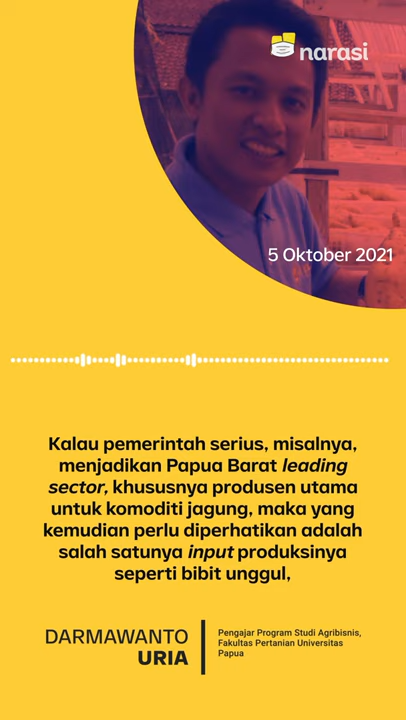 narasi
5 Oktober 2021
Kalau pemerintah serius, misalnya,
menjadikan Papua Barat leading
sector, khususnya produsen utama
untuk komoditi jagung, maka yang
kemudian perlu diperhatikan adalah
salah satunya input produksinya
seperti bibit unggul,
DARMAWANTO
URIA
Pengajar Program Studi Agribisnis,
Fakultas Pertanian Universitas
Papua